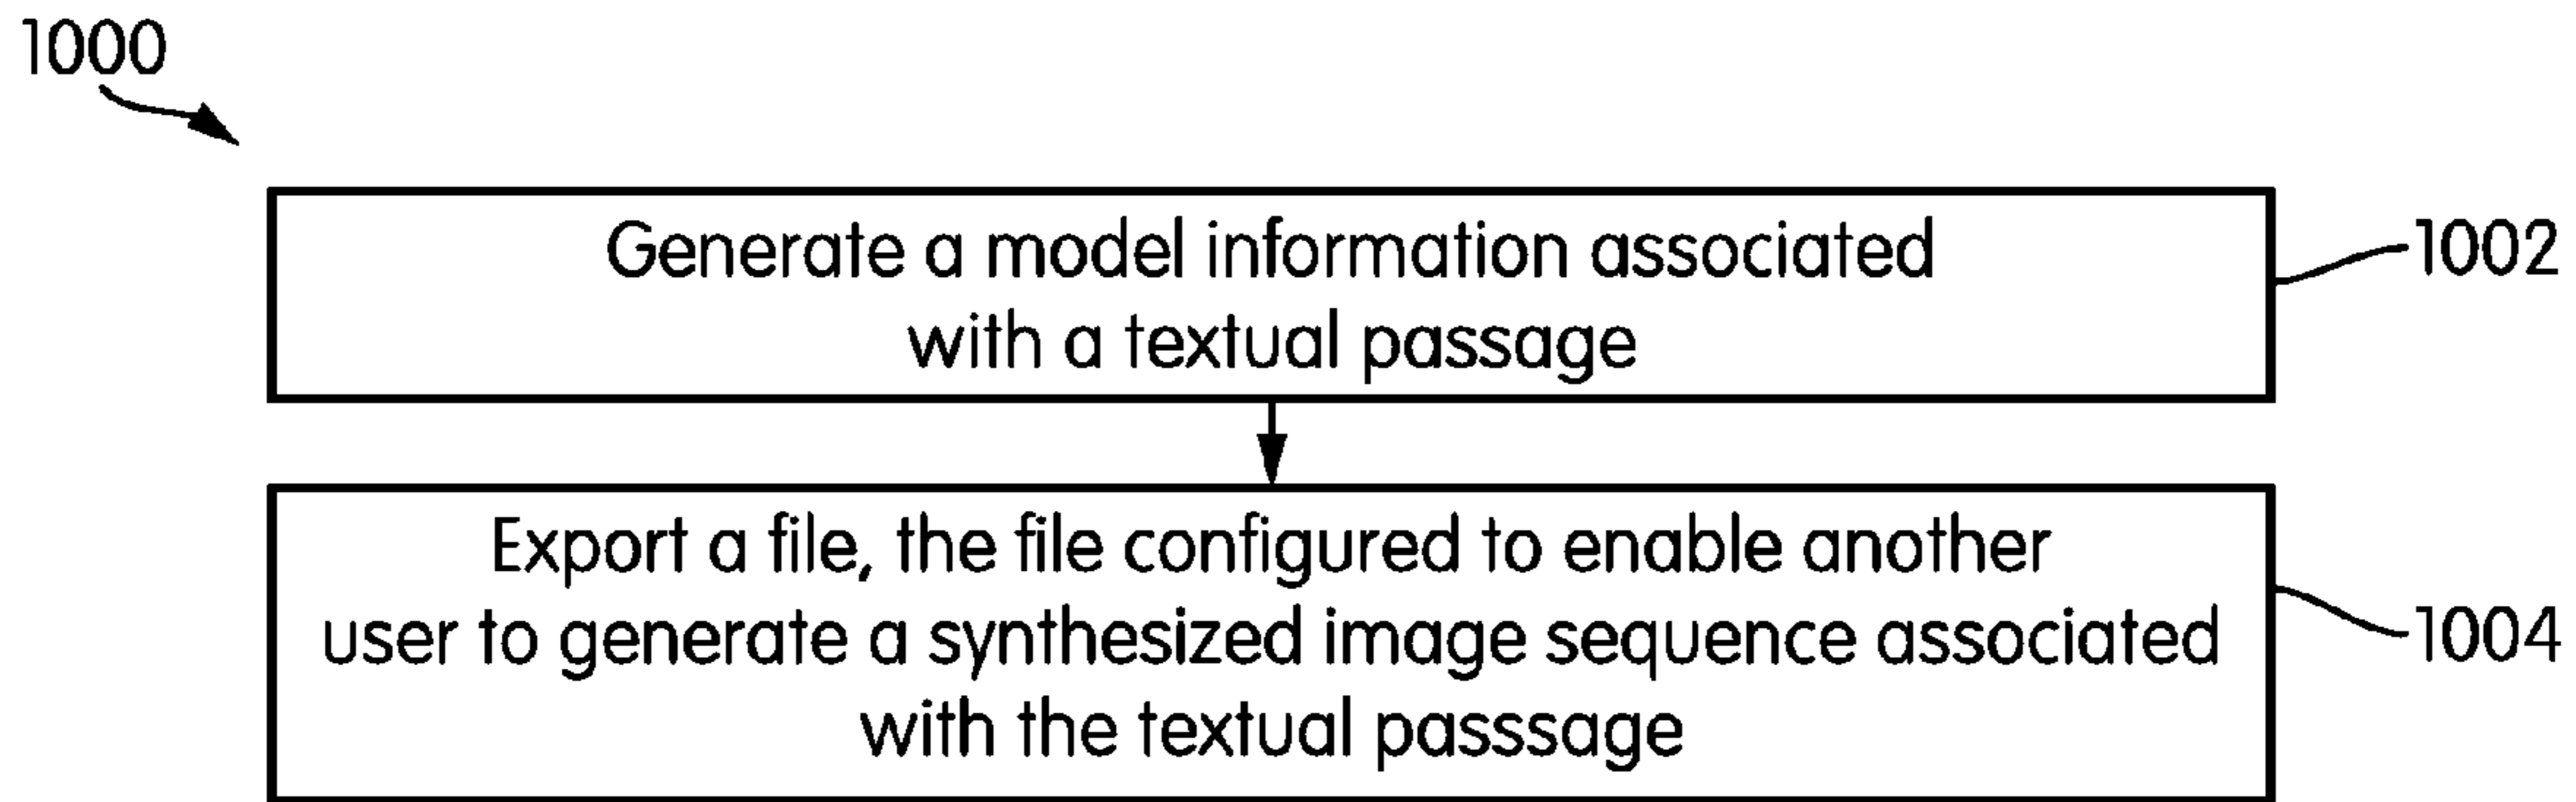 1000
Generate a model information associated
with a textual passage
1002
Export a file, the file configured to enable another
user to generate a synthesized image sequence associated
with the textual passsage
1004